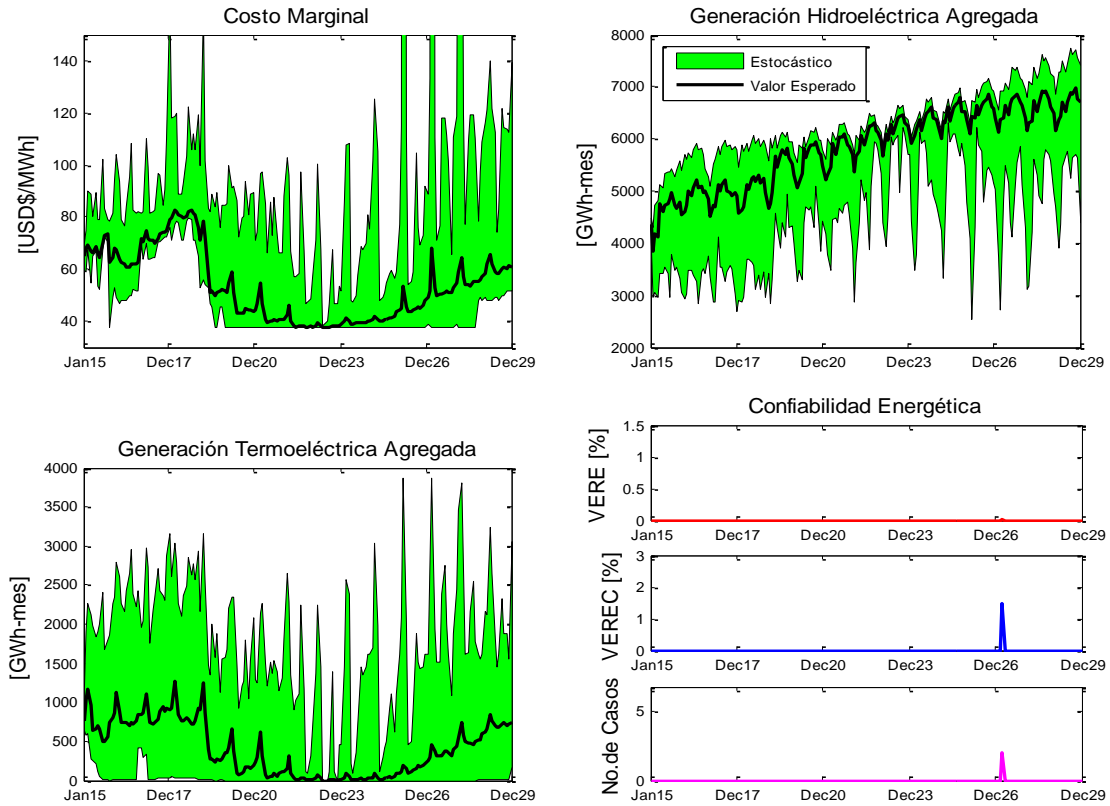 Costo Marginal
[USD$/MWh]
140
120
100
80
60
40
Jan15 Dec17 Dec20 Dec23 Dec26 Dec29
Generación Hidroeléctrica Agregada
Estocástico
Valor Esperado
[GWh-mes]
8000
7000
6000
5000
4000
3000
2000
Jan15 Dec17 Dec20 Dec23 Dec26 Dec29
Generación Termoeléctrica Agregada
[GWh-mes]
4000
3500
3000
2500
2000
1500
1000
500
0
Jan15 Dec17 Dec20 Dec23 Dec26 Dec29
Confiabilidad Energética
VERE [%]
1.5
1
0.5
0
Jan15 Dec17 Dec20 Dec23 Dec26 Dec29
VEREC [%]
3
2
1
0
Jan15 Dec17 Dec20 Dec23 Dec26 Dec29
No.de Casos
5
0
Jan15 Dec17 Dec20 Dec23 Dec26 Dec29